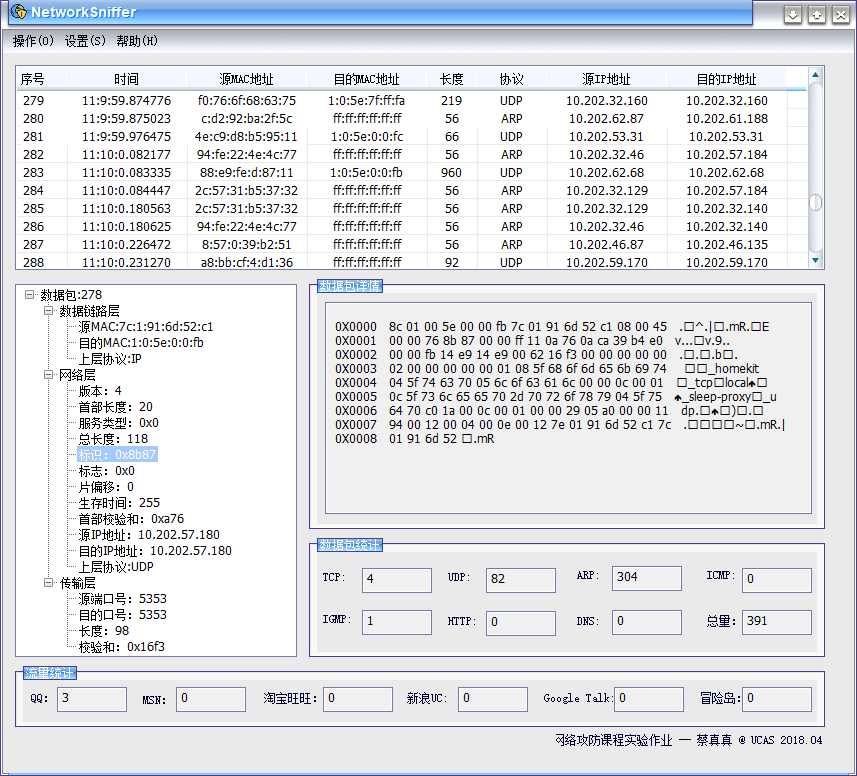 NetworkSniffer
操作(O) 设置(S) 帮助(H)
序号 时间 源MAC地址 目的MAC地址 长度 协议 源IP地址 目的IP地址
279 11:9:59.874776 f0:76:6f:68:63:75 1:0:5e:7f:ff:fa 219 UDP 10.202.32.160 10.202.32.160
280 11:9:59.875023 c:d2:92:ba:2f:5c ff:ff:ff:ff:ff:ff 56 ARP 10.202.62.87 10.202.61.188
281 11:9:59.976475 4e:c9:d8:b5:95:11 1:0:5e:0:0:fc 66 UDP 10.202.53.31 10.202.53.31
282 11:10:0.082177 94:fe:22:4e:4c:77 ff:ff:ff:ff:ff:ff 56 ARP 10.202.32.46 10.202.57.184
283 11:10:0.083335 88:e9:fe:d:87:11 1:0:5e:0:0:fb 960 UDP 10.202.62.68 10.202.62.68
284 11:10:0.084447 2c:57:31:b5:37:32 ff:ff:ff:ff:ff:ff 56 ARP 10.202.32.129 10.202.57.184
285 11:10:0.180563 2c:57:31:b5:37:32 ff:ff:ff:ff:ff:ff 56 ARP 10.202.32.129 10.202.32.140
286 11:10:0.180625 94:fe:22:4e:4c:77 ff:ff:ff:ff:ff:ff 56 ARP 10.202.32.46 10.202.32.140
287 11:10:0.226472 8:57:0:39:b2:51 ff:ff:ff:ff:ff:ff 56 ARP 10.202.46.87 10.202.46.135
288 11:10:0.231270 a8:bb:cf:4:d1:36 ff:ff:ff:ff:ff:ff 92 UDP 10.202.59.170 10.202.59.170
数据包:278
数据链路层
源MAC:7c:1:91:6d:52:c1
目的MAC:1:0:5e:0:0:fb
上层协议:IP
网络层
版本：4
首部长度：20
服务类型：0x0
总长度：118
标识：0x8b87
标志：0x0
片偏移：0
生存时间：255
首部校验和：0xa76
源IP地址：10.202.57.180
目的IP地址：10.202.57.180
上层协议:UDP
传输层
源端口号：5353
目的口号：5353
长度：98
校验和：0x16f3
数据包详情
0X0000 8c 01 00 5e 00 00 fb 7c 01 91 6d 52 c1 08 00 45 .□^.|□.mR.□E
0X0001 00 00 76 8b 87 00 00 ff 11 0a 76 0a ca 39 b4 e0 v...□v.9..
0X0002 00 00 fb 14 e9 14 e9 00 62 16 f3 00 00 00 00 00 .□.□.b□.
0X0003 02 00 00 00 00 00 01 08 5f 68 6f 6d 65 6b 69 74 □□_homekit
0X0004 04 5f 74 63 70 05 6c 6f 63 61 6c 00 00 0c 00 01 □_tcp□local♠□
0X0005 0c 5f 73 6c 65 65 70 2d 70 72 6f 78 79 04 5f 75 ♠_sleep-proxy□_u
0X0006 64 70 c0 1a 00 0c 00 01 00 00 29 05 a0 00 00 11 dp.□♠□)□.□
0X0007 94 00 12 00 04 00 0e 00 12 7e 01 91 6d 52 c1 7c .□□□□~□.mR.|
0X0008 01 91 6d 52 □.mR
数据包统计
TCP: 4 UDP: 82 ARP: 304 ICMP: 0
IGMP: 1 HTTP: 0 DNS: 0 总量: 391
流量统计
QQ: 3 MSN: 0 淘宝旺旺: 0 新浪UC: 0 Google Talk: 0 冒险岛: 0
网络攻防课程实验作业 — 蔡真真 @ UCAS 2018.04